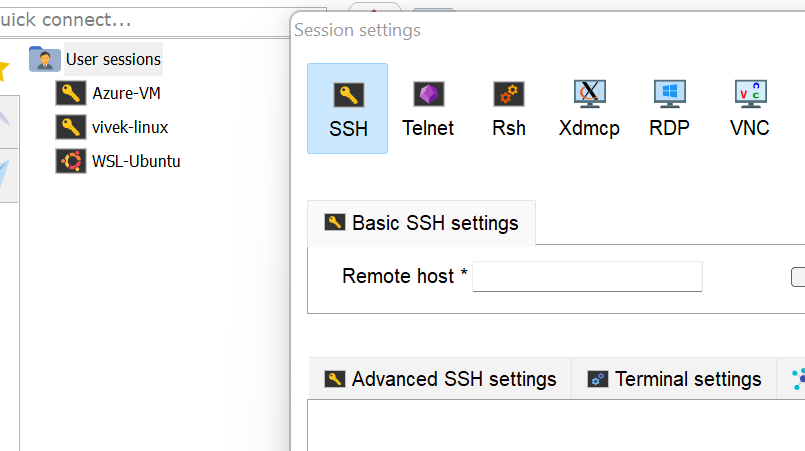 uick connect...
User sessions
Azure-VM
vivek-linux
WSL-Ubuntu
Session settings
SSH Telnet Rsh Xdmcp RDP VNC
Basic SSH settings
Remote host *
Advanced SSH settings Terminal settings